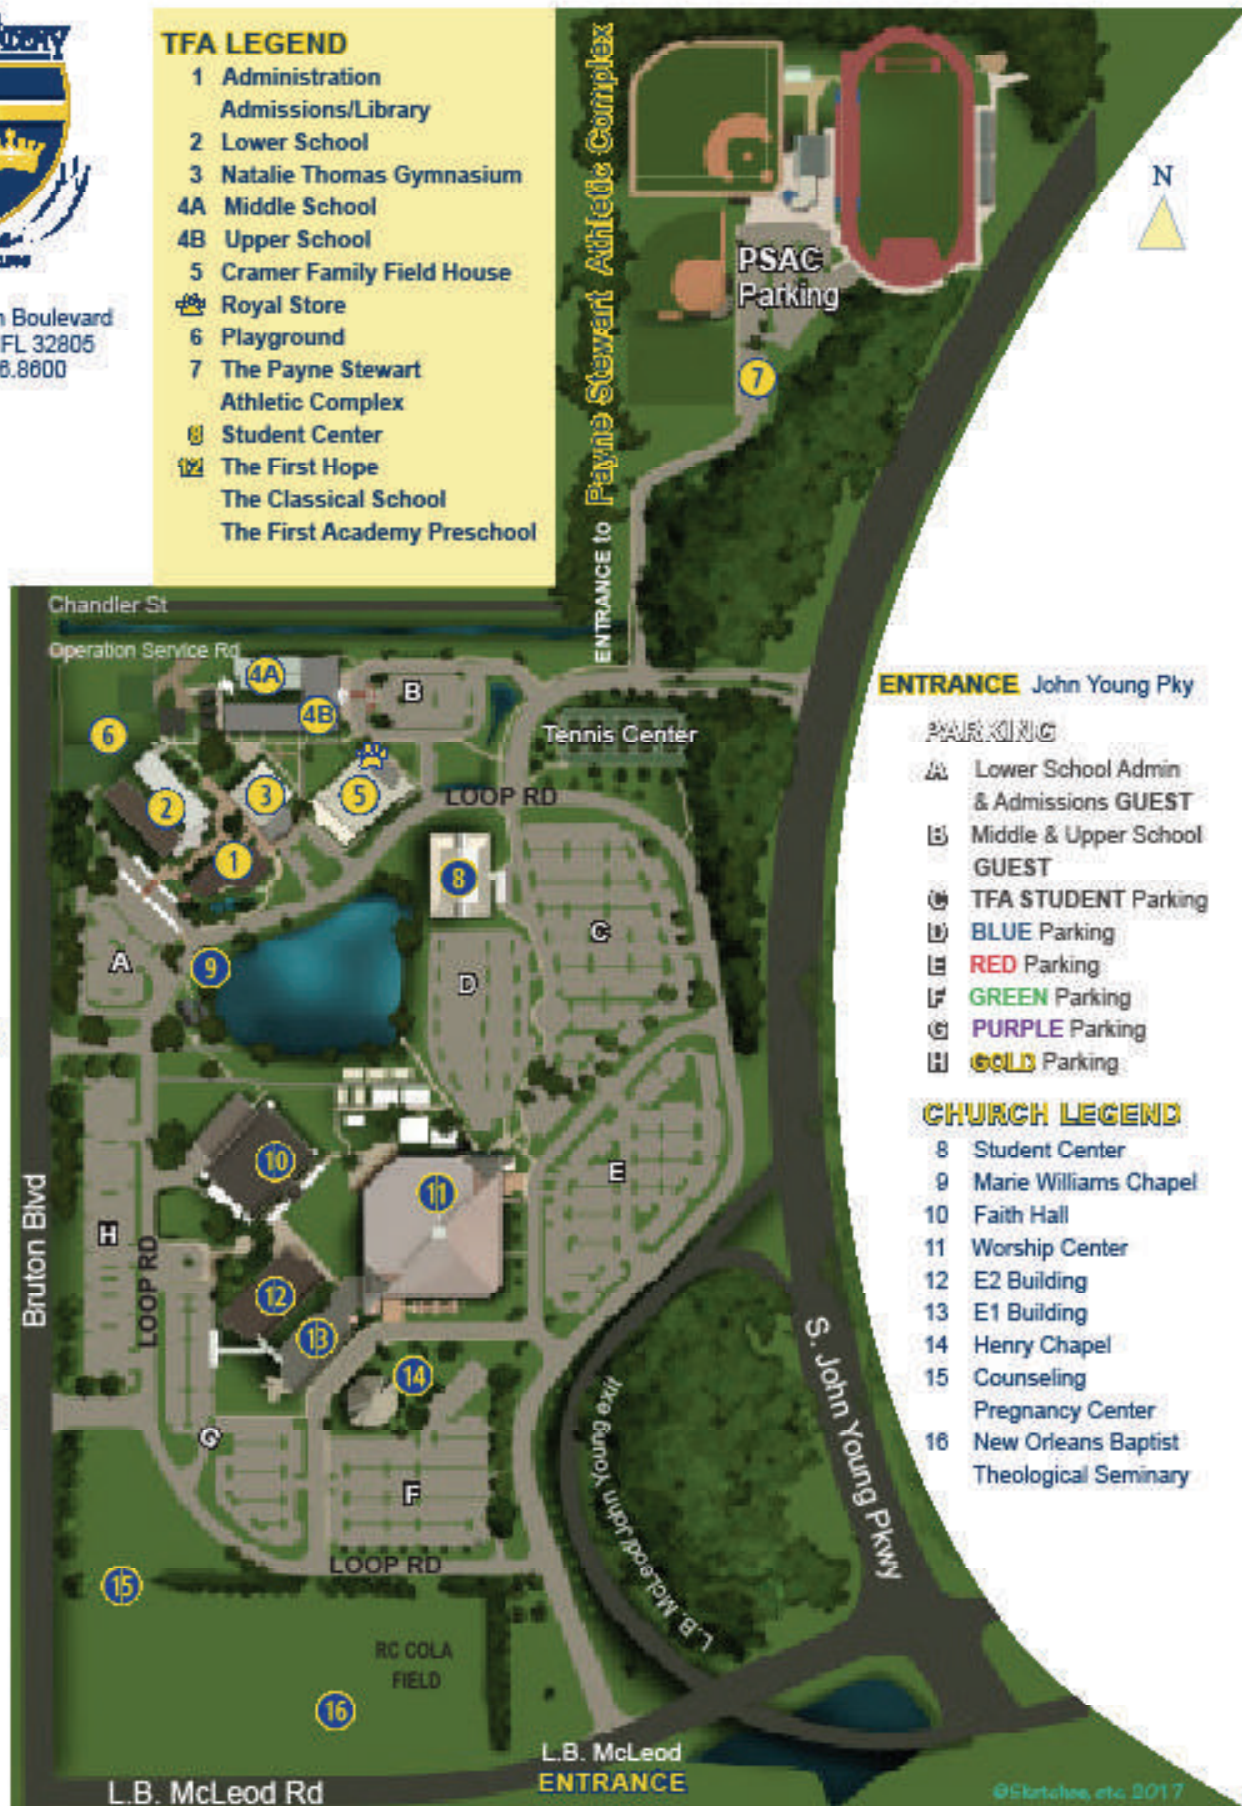 TFA LEGEND
1 Administration
Admissions/Library
2 Lower School
3 Natalie Thomas Gymnasium
4A Middle School
4B Upper School
5 Cramer Family Field House
Royal Store
6 Playground
7 The Payne Stewart
Athletic Complex
8 Student Center
12 The First Hope
The Classical School
The First Academy Preschool
Boulevard
FL 32805
6.8600
ENTRANCE to Payne Stewart Athletic Complex
PSAC
Parking
7
N
Chandler St
Operation Service Rd
4A
4B
B
6
Tennis Center
2
3
5
LOOP RD
1
8
C
A
9
D
10
11
E
H
LOOP RD
Bruton Blvd
12
13
14
G
F
LOOP RD
15
RC COLA
FIELD
16
L.B. McLeod/John Young exit
S. John Young Pkwy
L.B. McLeod
ENTRANCE
L.B. McLeod Rd
ENTRANCE John Young Pky
PARKING
A Lower School Admin
& Admissions GUEST
B Middle & Upper School
GUEST
C TFA STUDENT Parking
D BLUE Parking
E RED Parking
F GREEN Parking
G PURPLE Parking
H GOLD Parking
CHURCH LEGEND
8 Student Center
9 Marie Williams Chapel
10 Faith Hall
11 Worship Center
12 E2 Building
13 E1 Building
14 Henry Chapel
15 Counseling
Pregnancy Center
16 New Orleans Baptist
Theological Seminary
©Sketches, etc. 2017